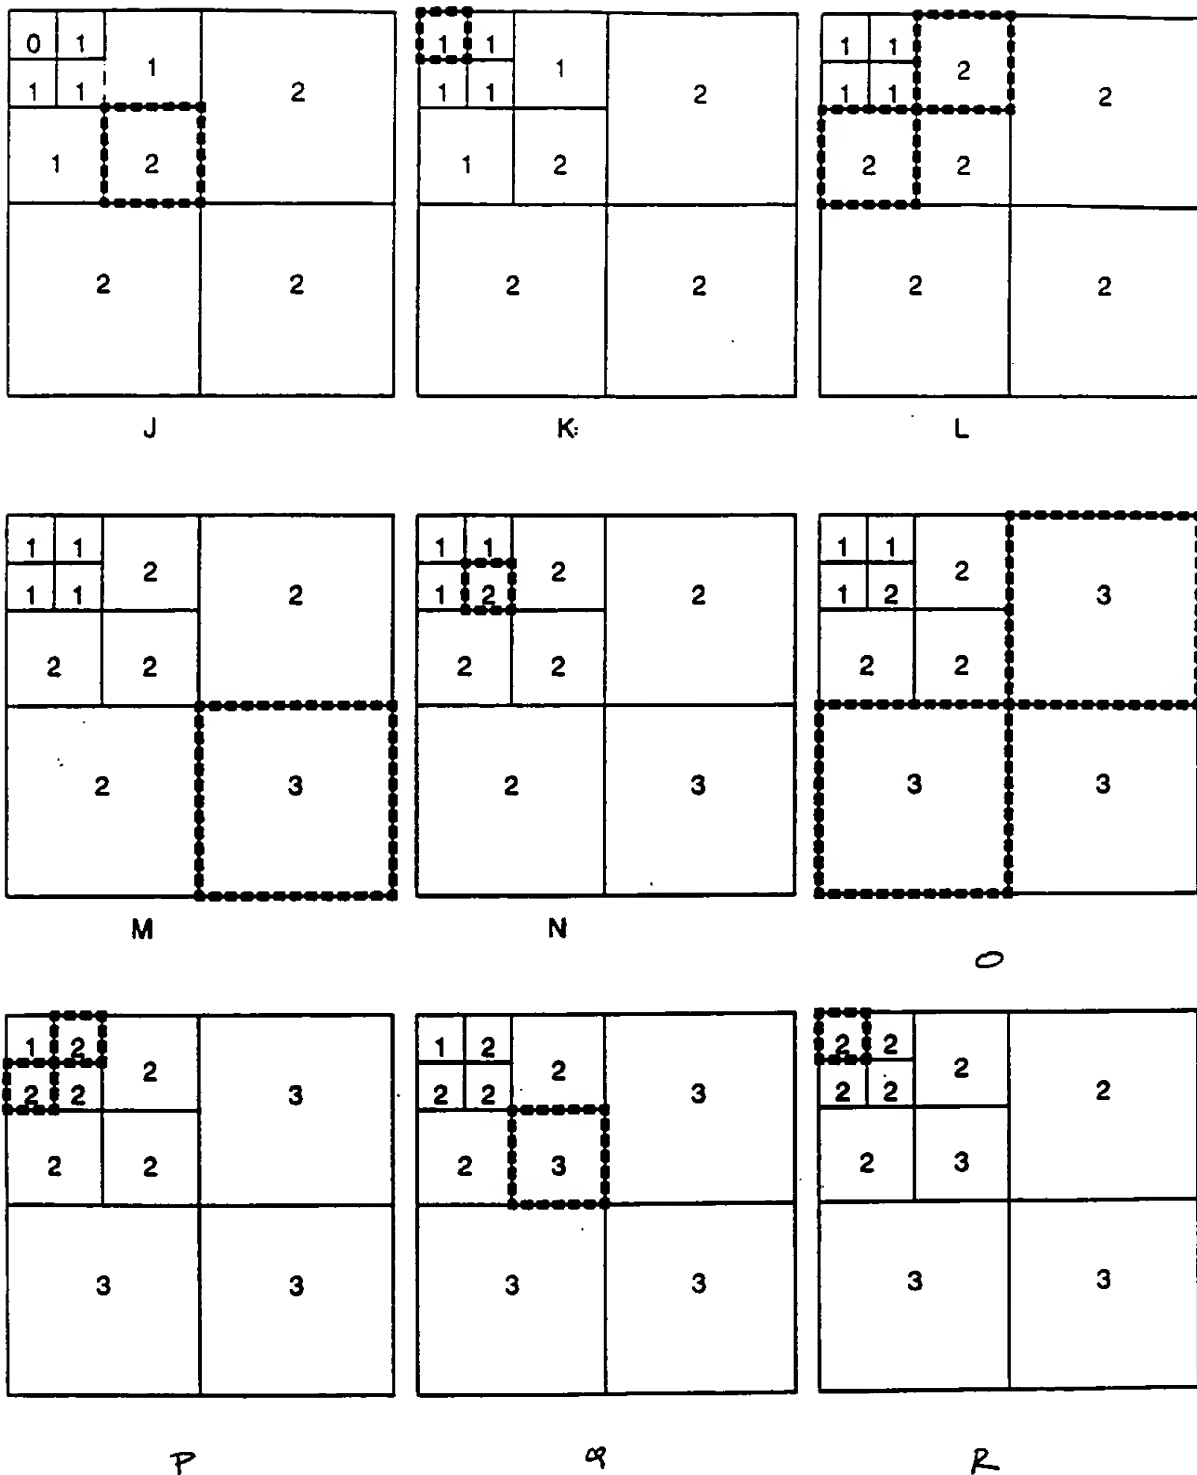 0 1 1 2 1 1 1 2 2 2
J
1 1 1 2 1 1 1 2 2 2
K:
1 1 2 2 1 1 2 2 2 2
L
1 1 2 2 1 1 2 2 2 3
M
1 1 2 2 1 2 2 2 2 3
N
1 1 2 3 1 2 2 2 3 3
O
1 2 2 3 2 2 2 2 3 3
P
1 2 2 3 2 2 2 3 3 3
q
2 2 2 2 2 2 2 3 3 3
R